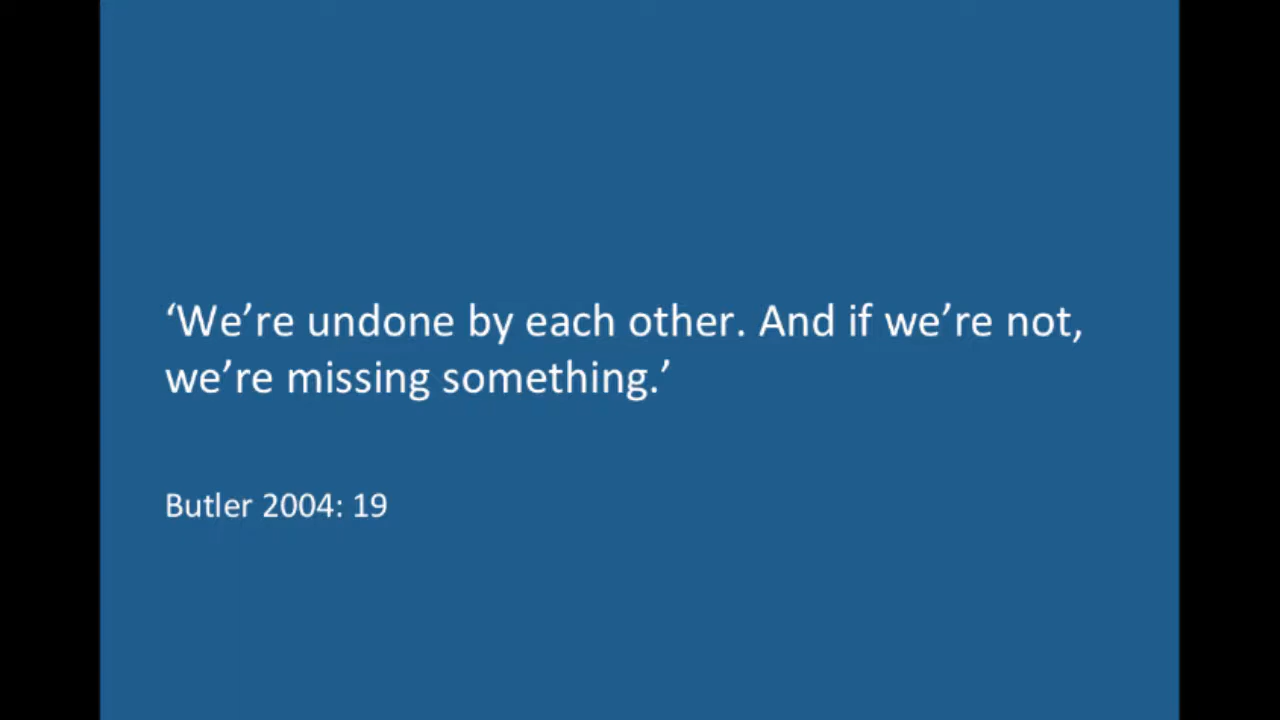 ‘We’re undone by each other. And if we’re not,
we’re missing something.’
Butler 2004: 19